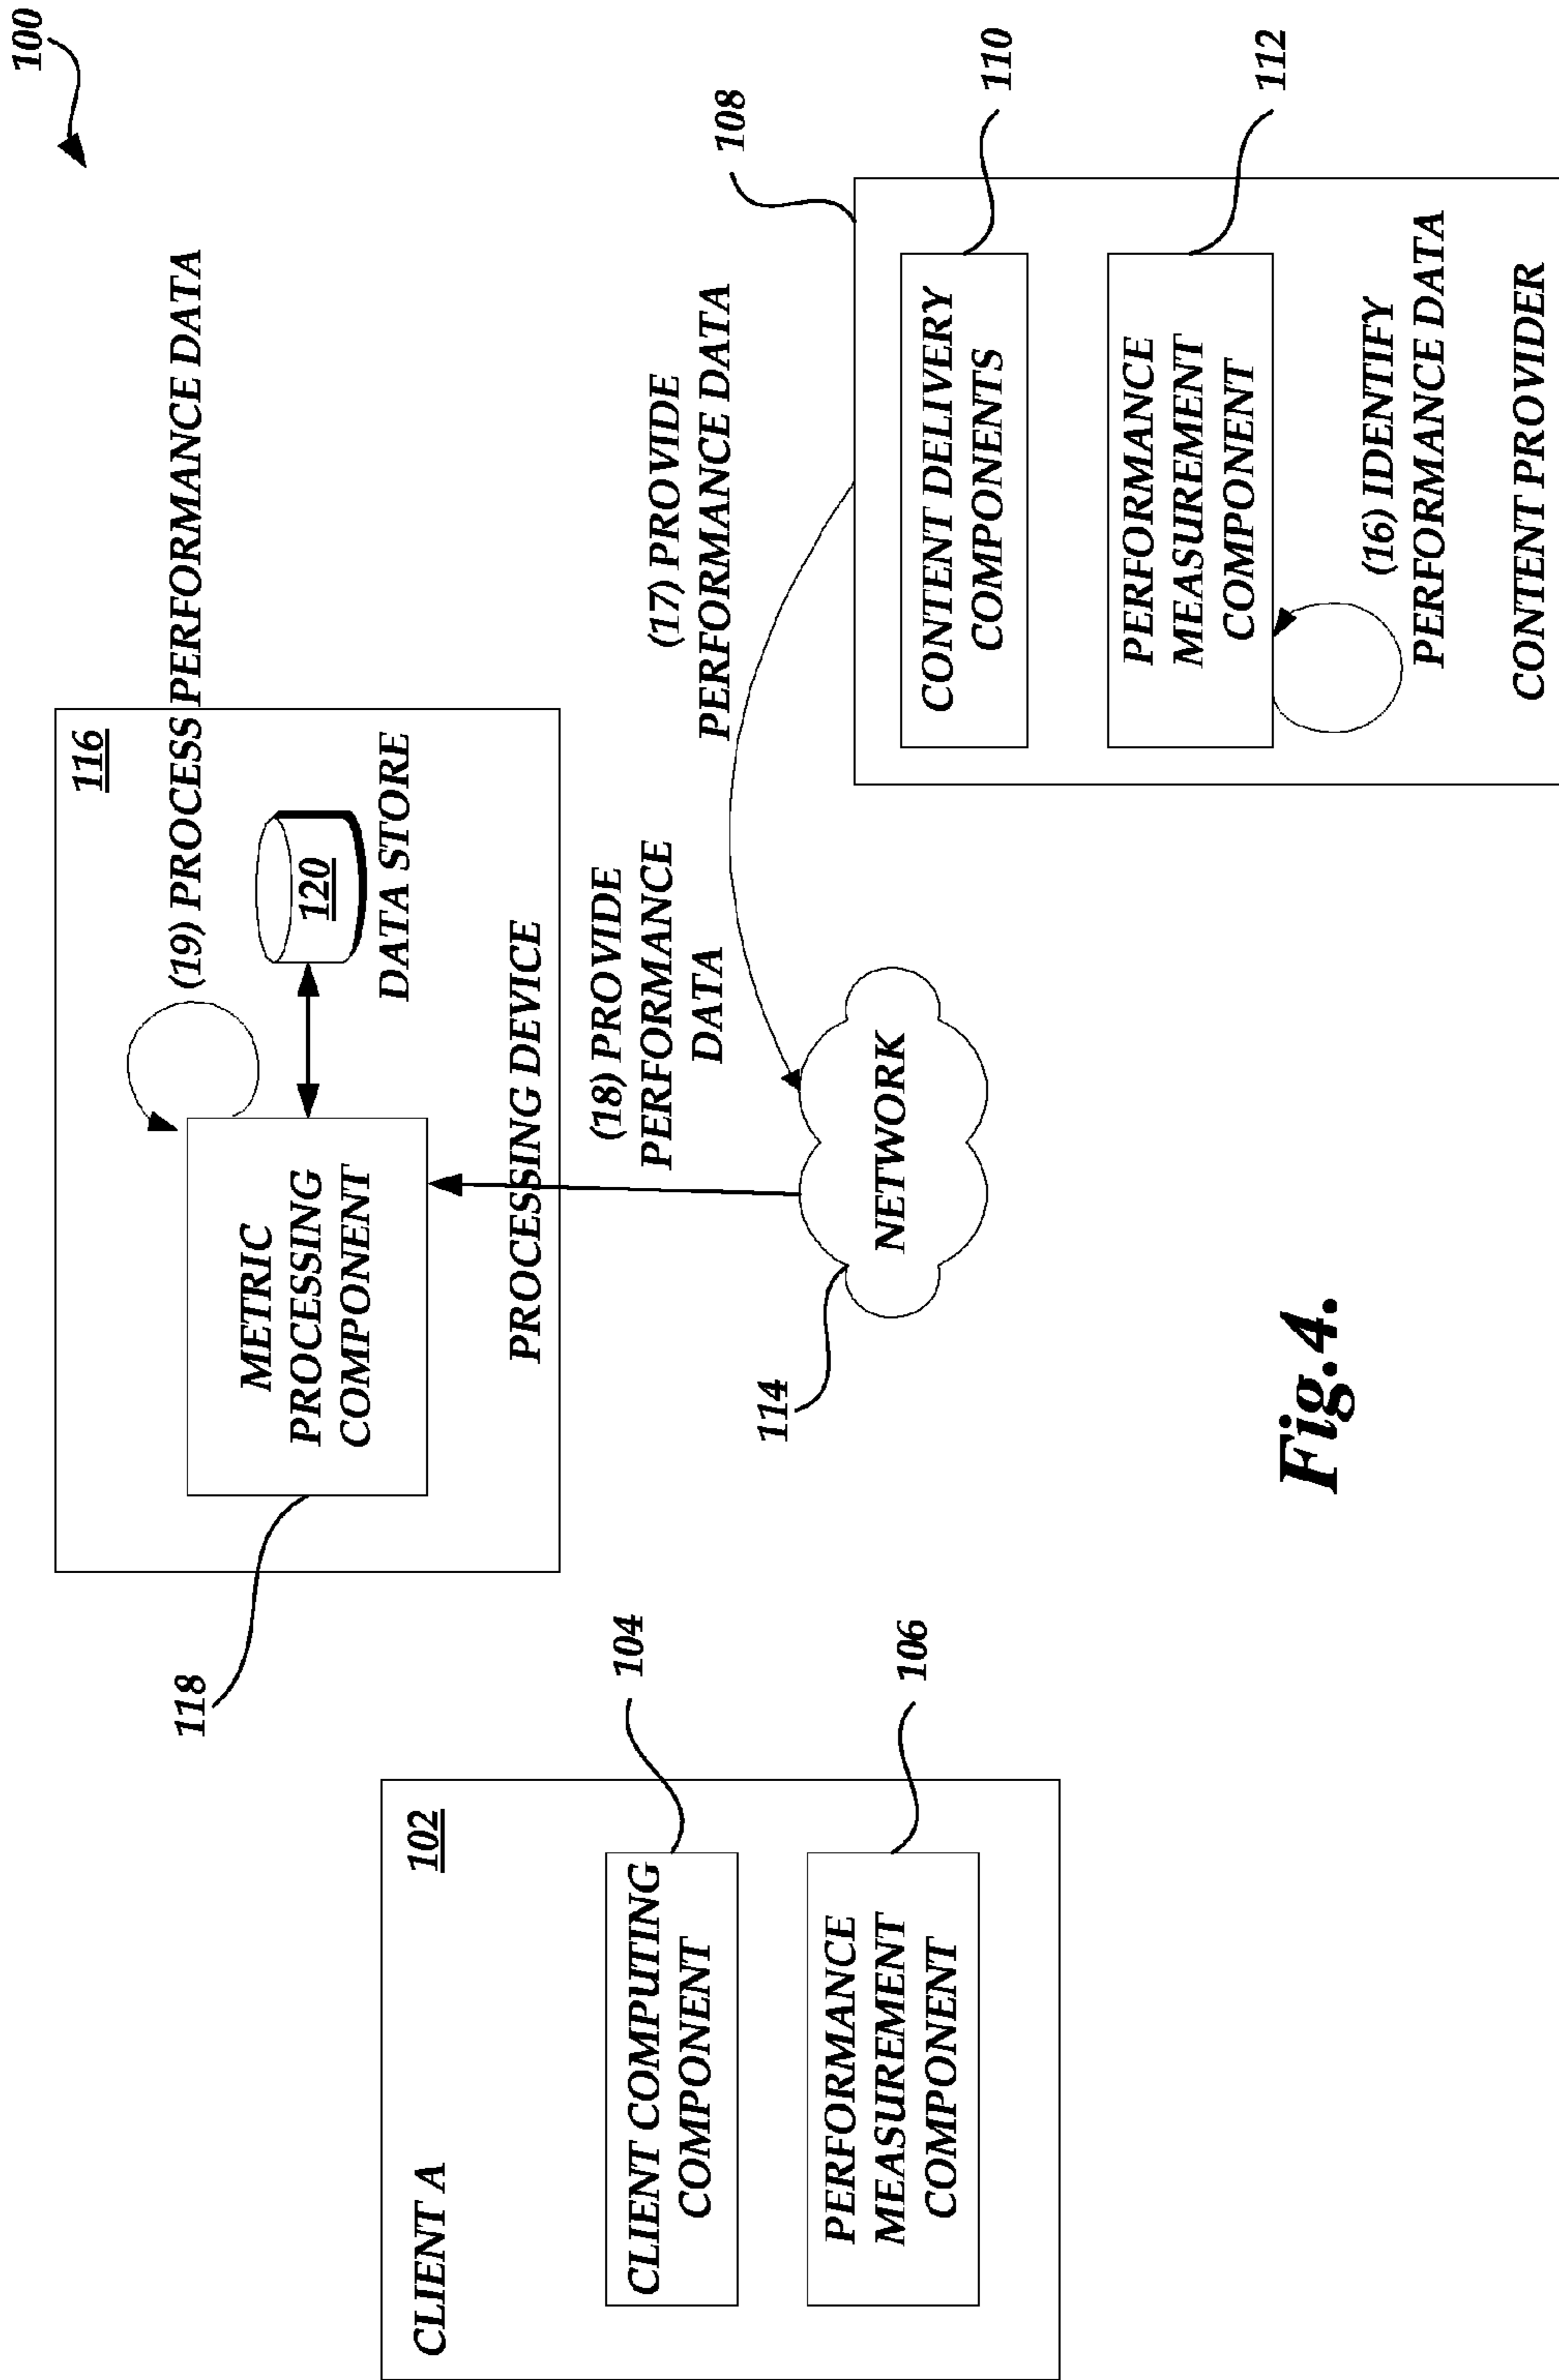 100
116
(19) PROCESS PERFORMANCE DATA
METRIC
PROCESSING
COMPONENT
120
DATA STORE
PROCESSING DEVICE
118
CLIENT A
102
CLIENT COMPUTING
COMPONENT
104
PERFORMANCE
MEASUREMENT
COMPONENT
106
(18) PROVIDE
PERFORMANCE
DATA
(17) PROVIDE
PERFORMANCE DATA
114
NETWORK
108
CONTENT DELIVERY
COMPONENTS
110
PERFORMANCE
MEASUREMENT
COMPONENT
112
(16) IDENTIFY
PERFORMANCE DATA
CONTENT PROVIDER
Fig.4.